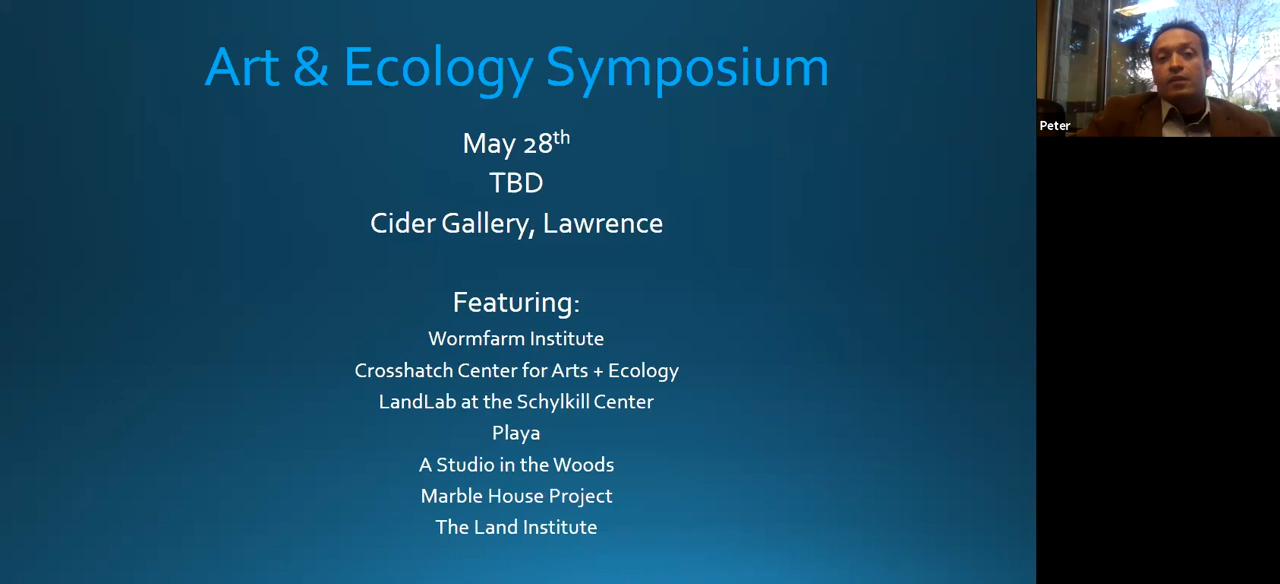 Art & Ecology Symposium
May 28th
TBD
Cider Gallery, Lawrence
Featuring:
Wormfarm Institute
Crosshatch Center for Arts + Ecology
LandLab at the Schylkill Center
Playa
A Studio in the Woods
Marble House Project
The Land Institute
Peter